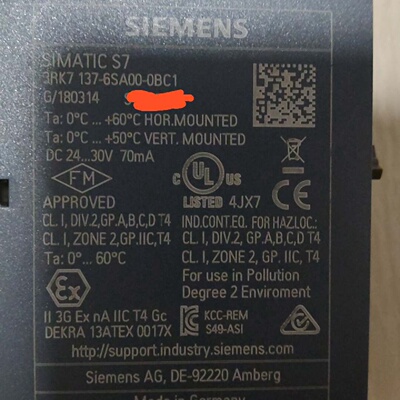 SIEMENS
SIMATIC S7
3RK7 137-6SA00-0BC1
G/180314
Ta: 0°C ... +60°C HOR.MOUNTED
Ta: 0°C ... +50°C VERT. MOUNTED
DC 24...30V 70mA
FM
APPROVED
CL. I, DIV.2, GP.A,B,C,D T4
CL. I, ZONE 2, GP. IIC, T4
Ta: 0°... 60°C
C UL US
LISTED 4JX7 CE
IND.CONT.EQ. FOR HAZ.LOC.:
CL. I, DIV.2, GP.A,B,C,D T4
CL. I, ZONE 2, GP. IIC, T4
For use in Pollution
Degree 2 Enviroment
Ex
II 3G Ex nA IIC T4 Gc
DEKRA 13ATEX 0017X
KCC-REM
S49-ASI
http://support.industry.siemens.com
Siemens AG, DE-92220 Amberg
Made in Germany